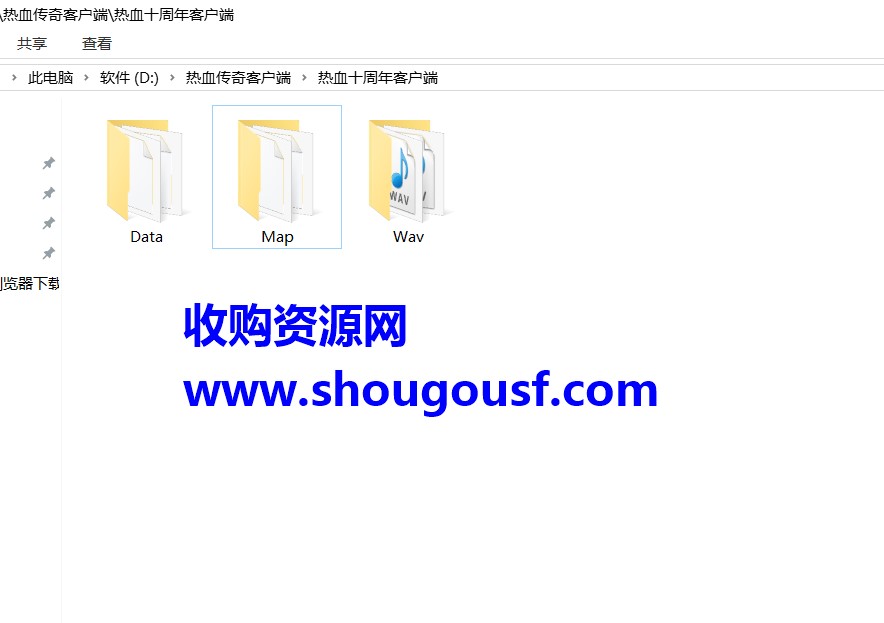 \热血传奇客户端\热血十周年客户端
共享 查看
> 此电脑 > 软件 (D:) > 热血传奇客户端 > 热血十周年客户端
WAV
Data Map Wav
浏览器下载
收购资源网
www.shougousf.com